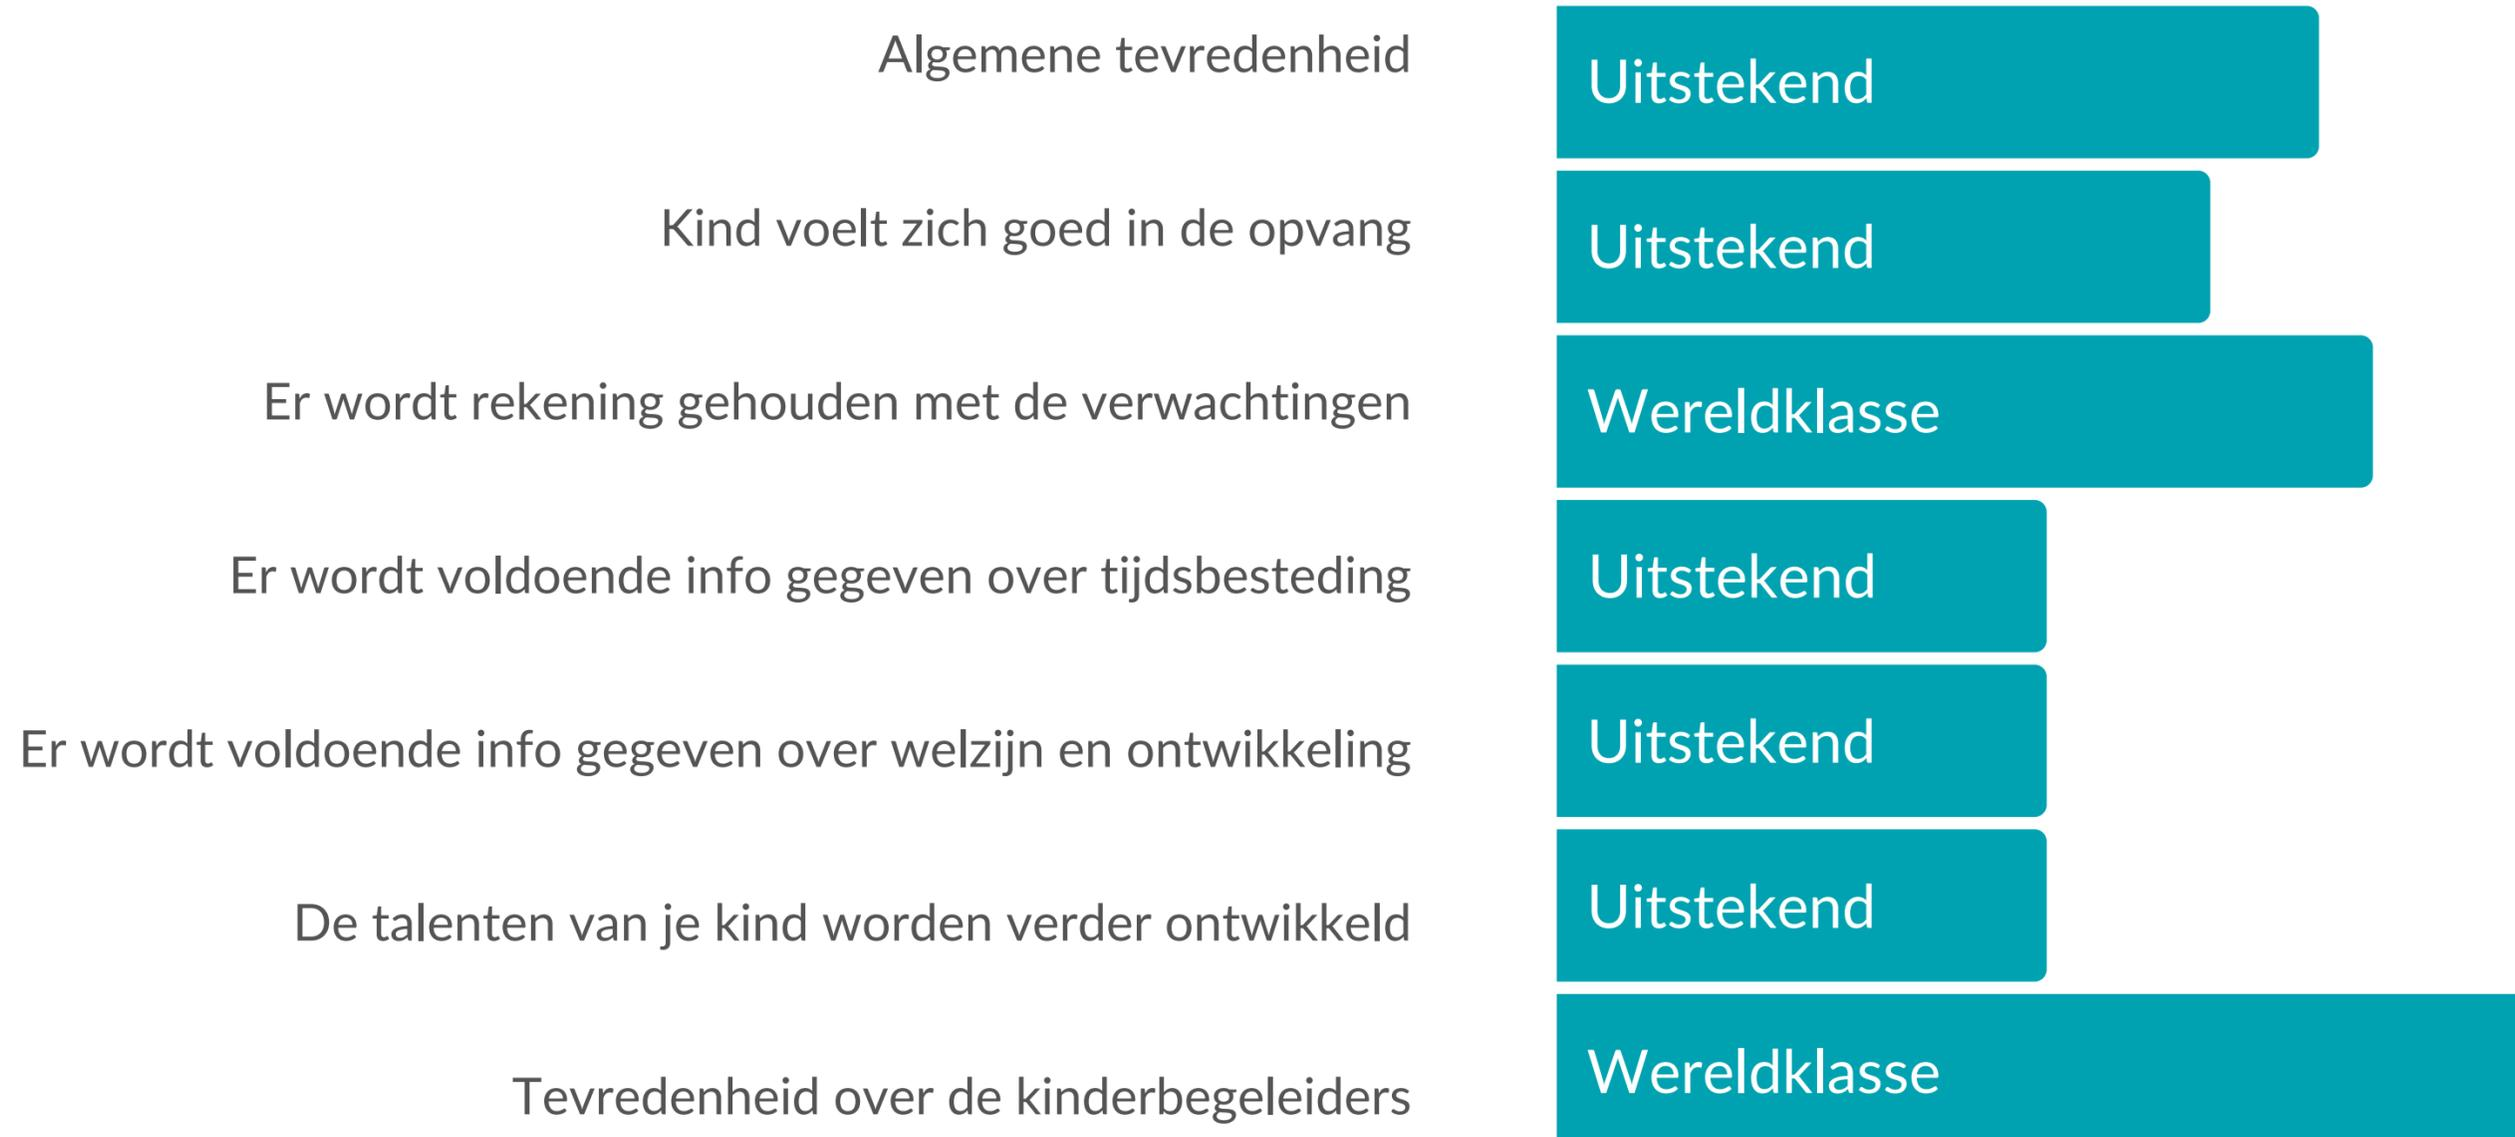 Algemene tevredenheid
Uitstekend
Kind voelt zich goed in de opvang
Uitstekend
Er wordt rekening gehouden met de verwachtingen
Wereldklasse
Er wordt voldoende info gegeven over tijdsbesteding
Uitstekend
Er wordt voldoende info gegeven over welzijn en ontwikkeling
Uitstekend
De talenten van je kind worden verder ontwikkeld
Uitstekend
Tevredenheid over de kinderbegeleiders
Wereldklasse